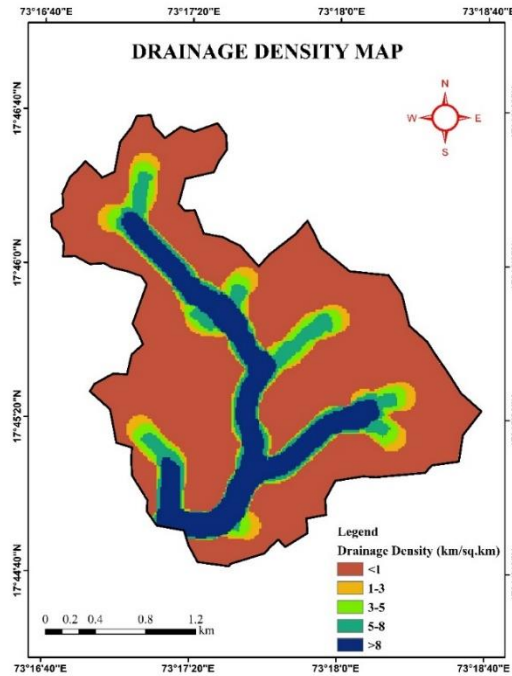 73°16'40"E 73°17'20"E 73°18'0"E 73°18'40"E
DRAINAGE DENSITY MAP
N
W E
S
17°46'40"N
17°46'0"N
17°45'20"N
17°44'40"N
Legend
Drainage Density (km/sq.km)
<1
1-3
3-5
5-8
>8
0 0.2 0.4 0.8 1.2
km
73°16'40"E 73°17'20"E 73°18'0"E 73°18'40"E